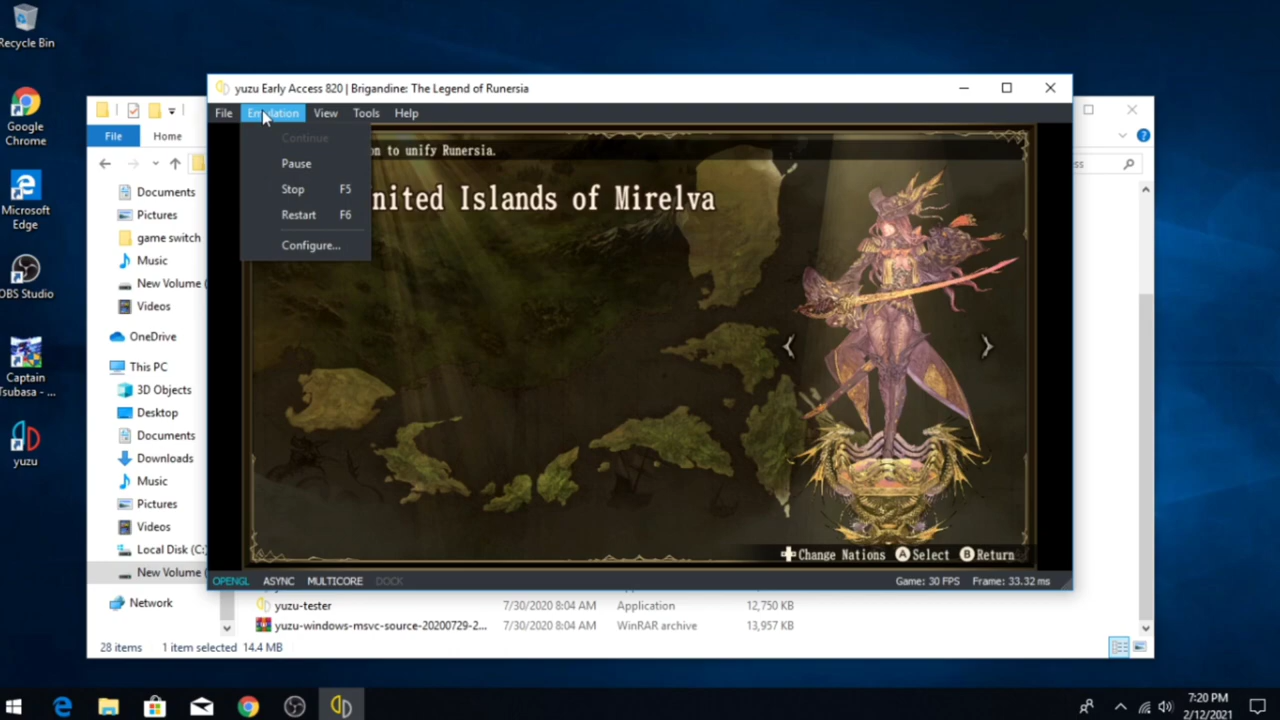 Recycle Bin
Google
Chrome
Microsoft
Edge
OBS Studio
Captain
Tsubasa - ...
yuzu
yuzu Early Access 820 | Brigandine: The Legend of Runersia
File Emulation View Tools Help
Continue
Pause
Stop F5
Restart F6
Configure...
on to unify Runersia.
nited Islands of Mirelva
Change Nations A Select B Return
OPENGL ASYNC MULTICORE DOCK
Game: 30 FPS Frame: 33.32 ms
File Home
ss
Documents
Pictures
game switch
Music
New Volume (
Videos
OneDrive
This PC
3D Objects
Desktop
Documents
Downloads
Music
Pictures
Videos
Local Disk (C:
New Volume (
Network
yuzu-tester 7/30/2020 8:04 AM Application 12,750 KB
yuzu-windows-msvc-source-20200729-2... 7/30/2020 8:04 AM WinRAR archive 13,957 KB
28 items 1 item selected 14.4 MB
7:20 PM
2/12/2021